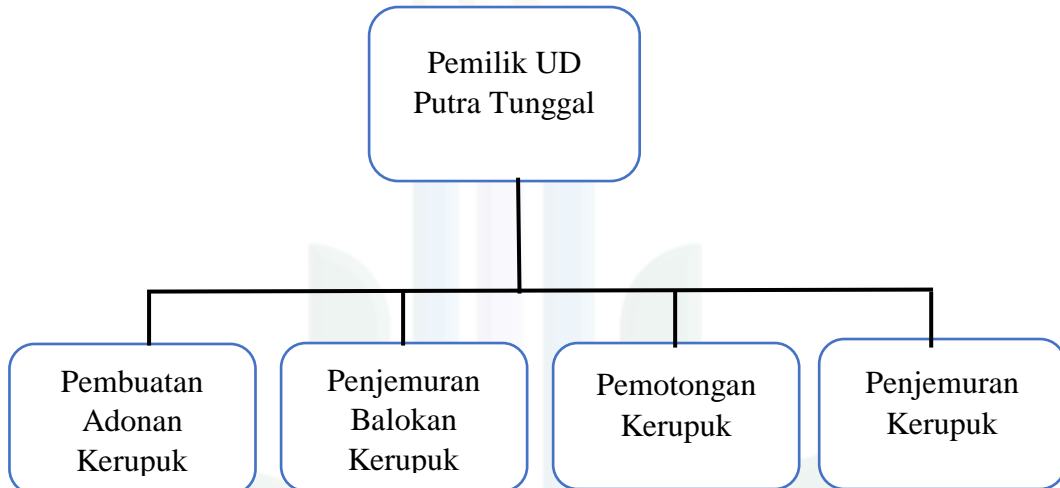 Pemilik UD
Putra Tunggal
Pembuatan
Adonan
Kerupuk
Penjemuran
Balokan
Kerupuk
Pemotongan
Kerupuk
Penjemuran
Kerupuk